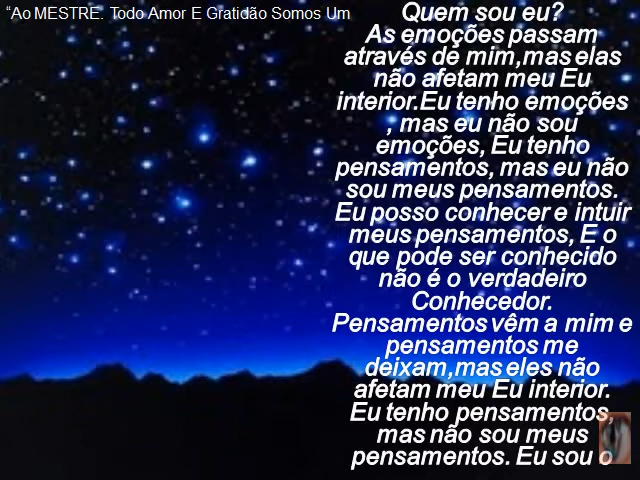 “Ao MESTRE. Todo Amor E Gratidão Somos Um
Quem sou eu?
As emoções passam
através de mim,mas elas
não afetam meu Eu
interior.Eu tenho emoções
, mas eu não sou
emoções, Eu tenho
pensamentos, mas eu não
sou meus pensamentos.
Eu posso conhecer e intuir
meus pensamentos, E o
que pode ser conhecido
não é o verdadeiro
Conhecedor.
Pensamentos vêm a mim e
pensamentos me
deixam,mas eles não
afetam meu Eu interior.
Eu tenho pensamentos,
mas não sou meus
pensamentos. Eu sou o